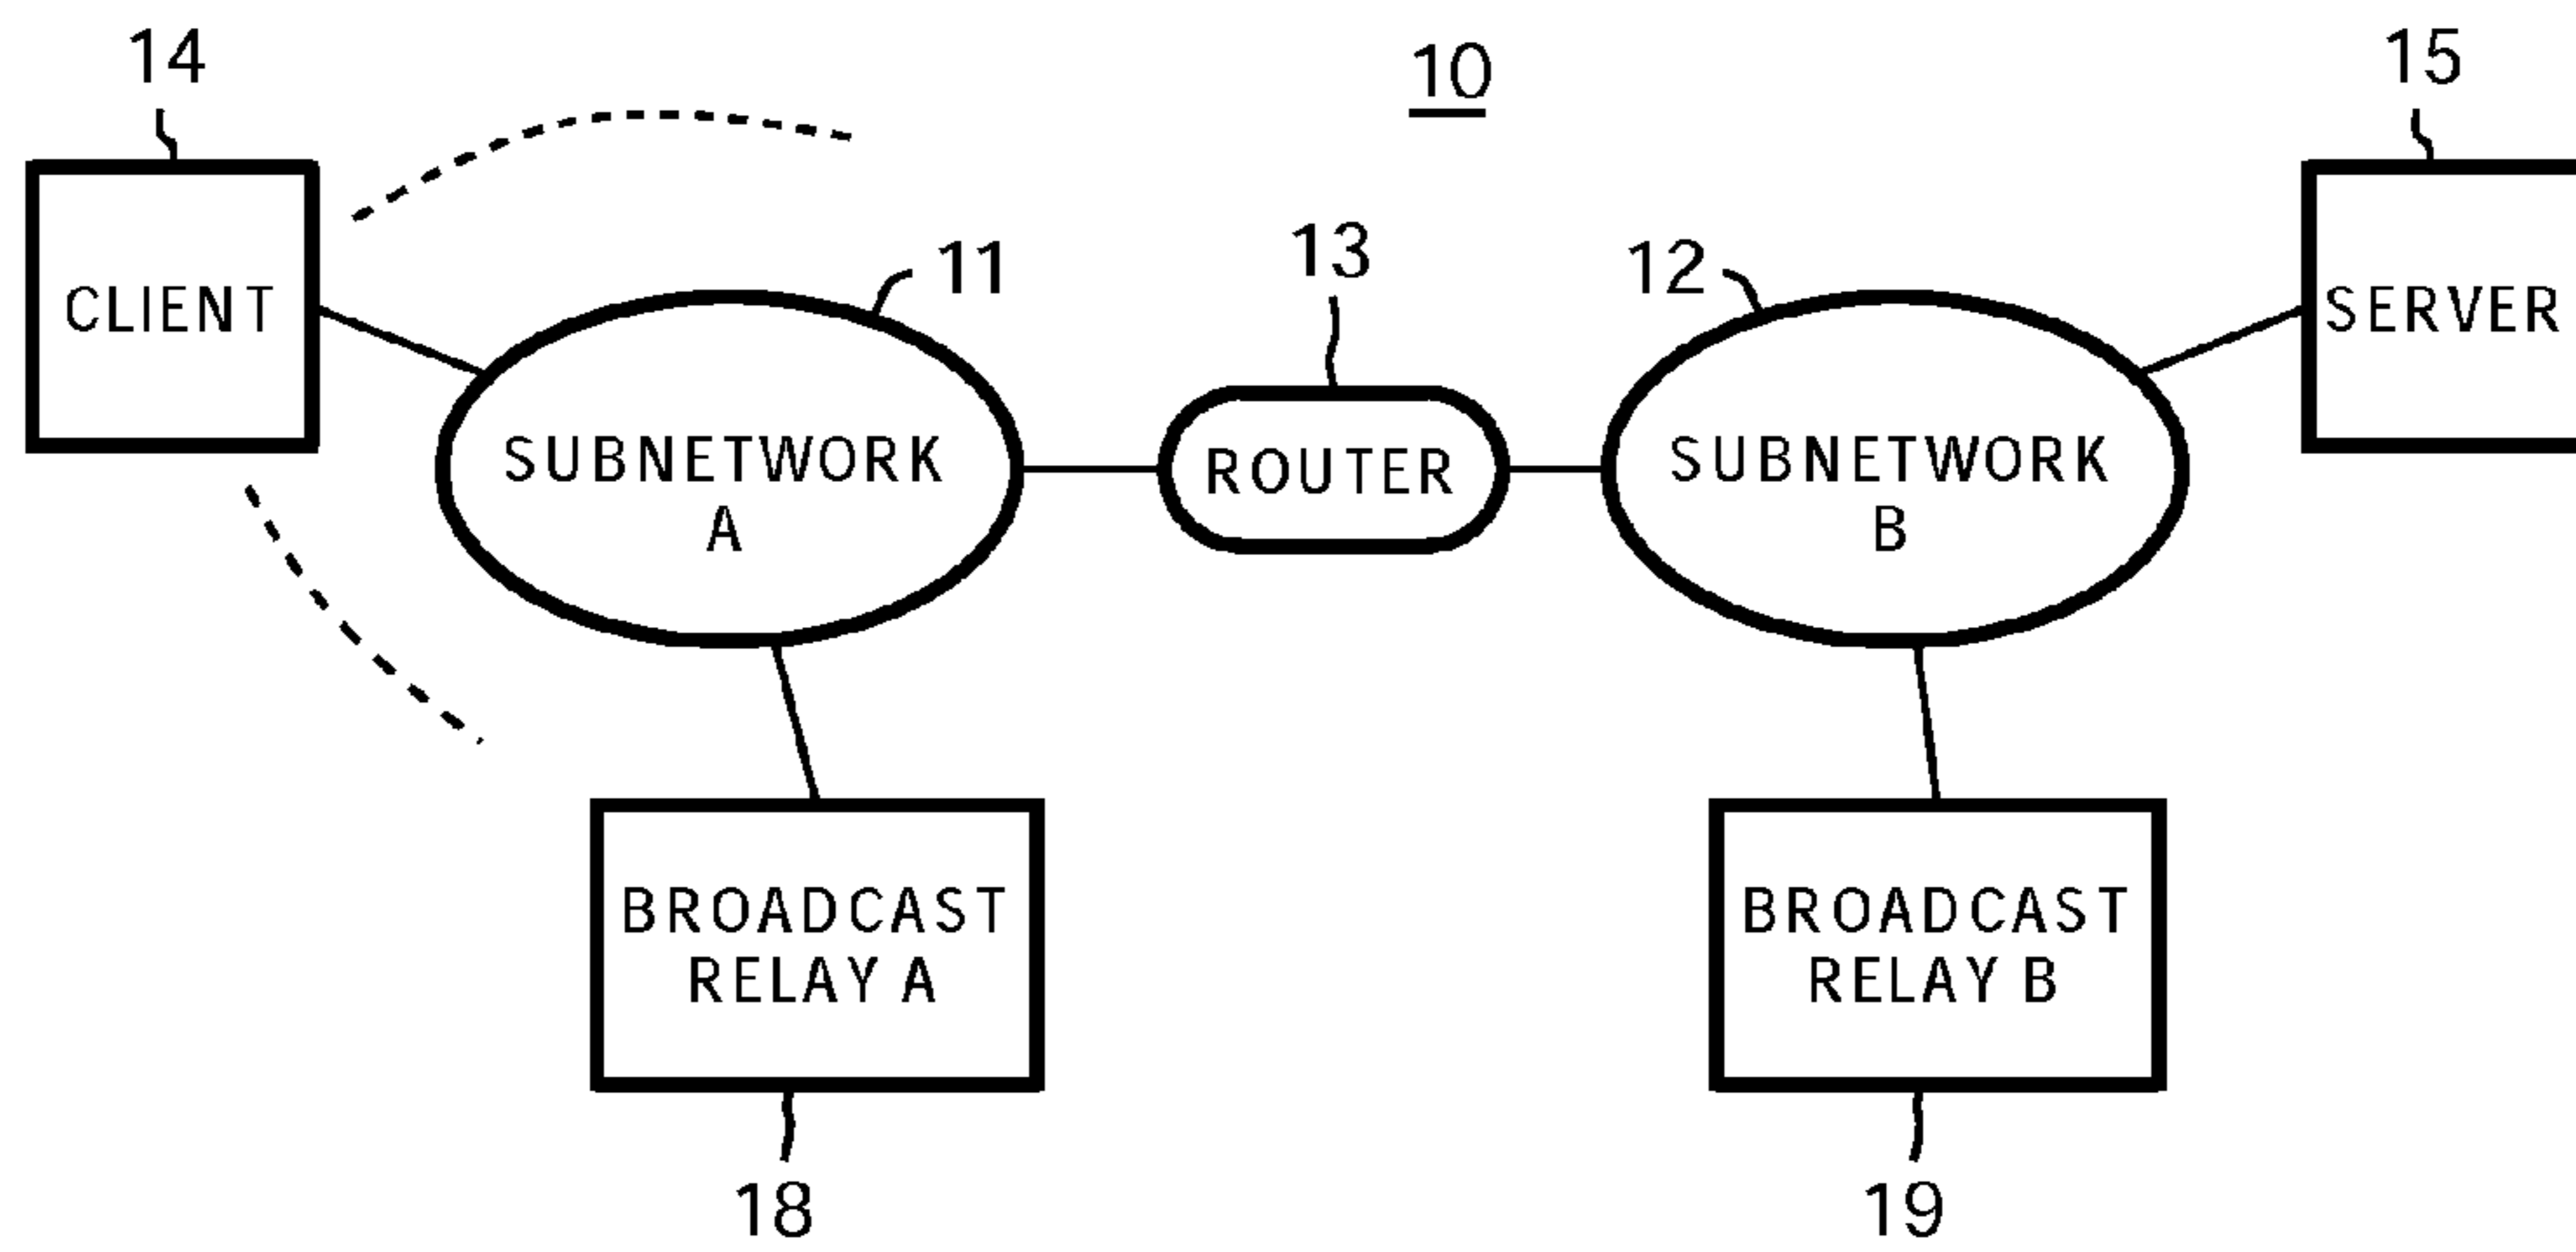 14
10
15
CLIENT
11
13
12
SERVER
SUBNETWORK
A
ROUTER
SUBNETWORK
B
BROADCAST
RELAY A
BROADCAST
RELAY B
18
19